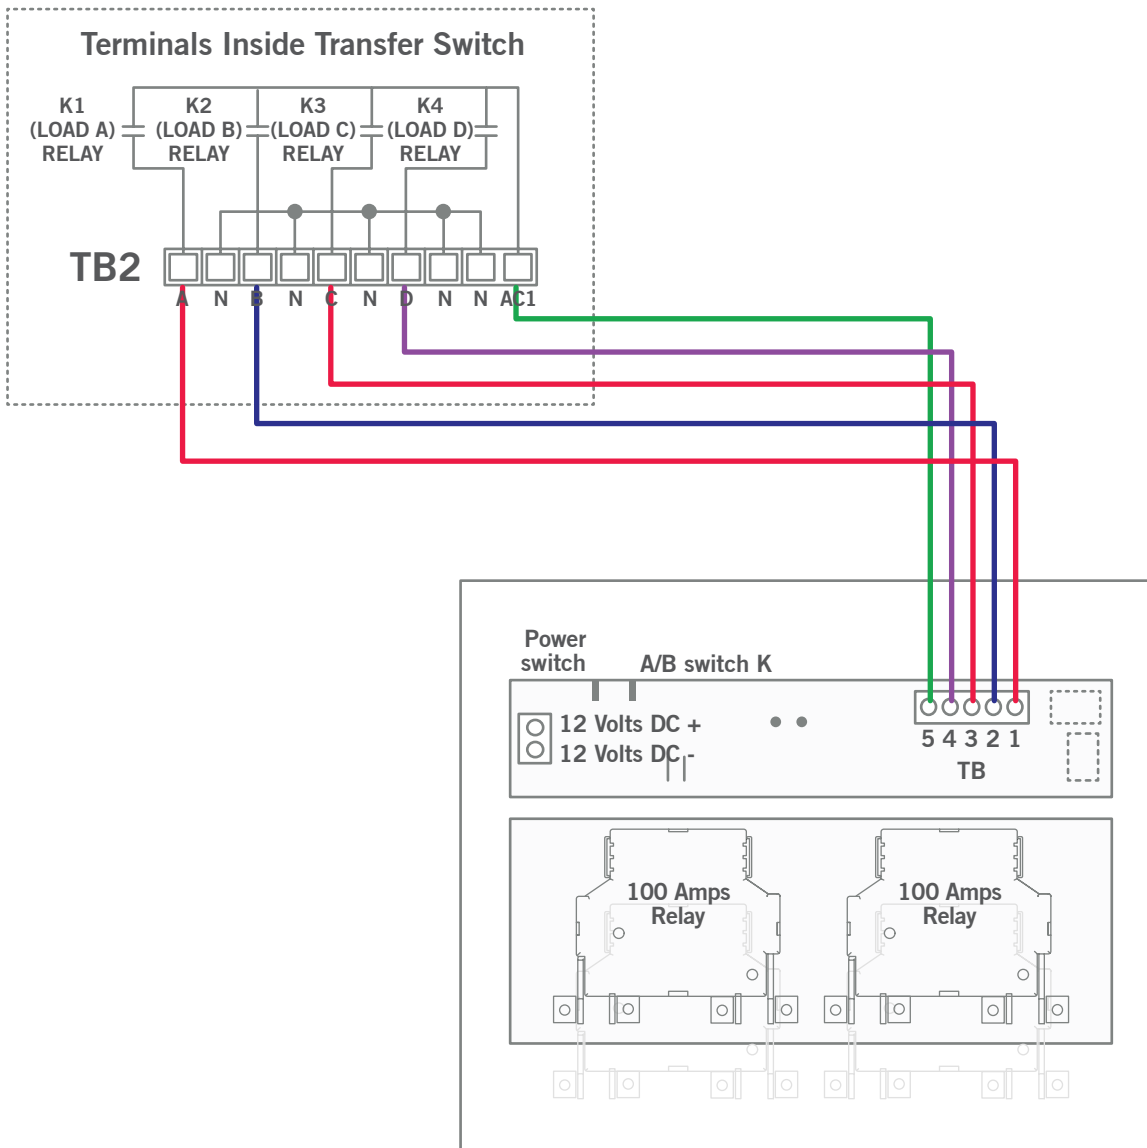 Terminals Inside Transfer Switch
K1
(LOAD A)
RELAY
K2
(LOAD B)
RELAY
K3
(LOAD C)
RELAY
K4
(LOAD D)
RELAY
TB2
A N B N C N D N N AC1
Power
switch
A/B switch K
12 Volts DC +
12 Volts DC -
5 4 3 2 1
TB
100 Amps
Relay
100 Amps
Relay